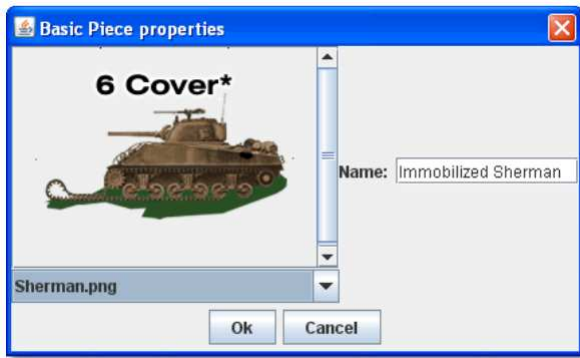 Basic Piece properties
6 Cover*
Name: Immobilized Sherman
Sherman.png
Ok Cancel